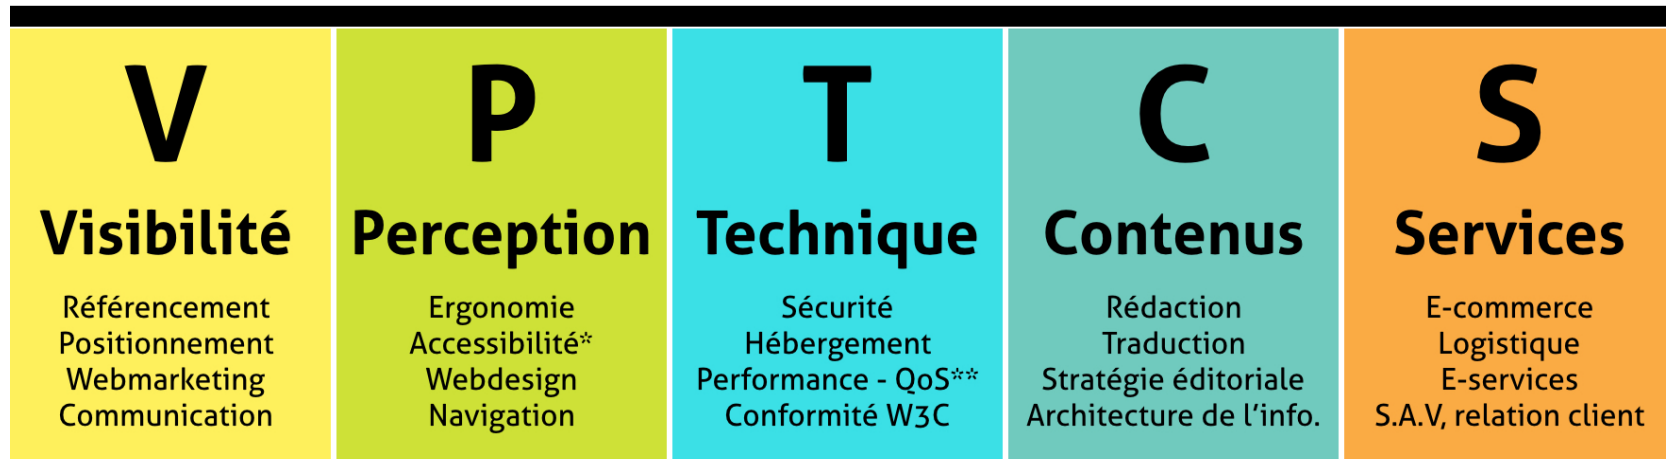 V
Visibilité
Référencement
Positionnement
Webmarketing
Communication
P
Perception
Ergonomie
Accessibilité*
Webdesign
Navigation
T
Technique
Sécurité
Hébergement
Performance - QoS**
Conformité W3C
C
Contenus
Rédaction
Traduction
Stratégie éditoriale
Architecture de l’info.
S
Services
E-commerce
Logistique
E-services
S.A.V, relation client